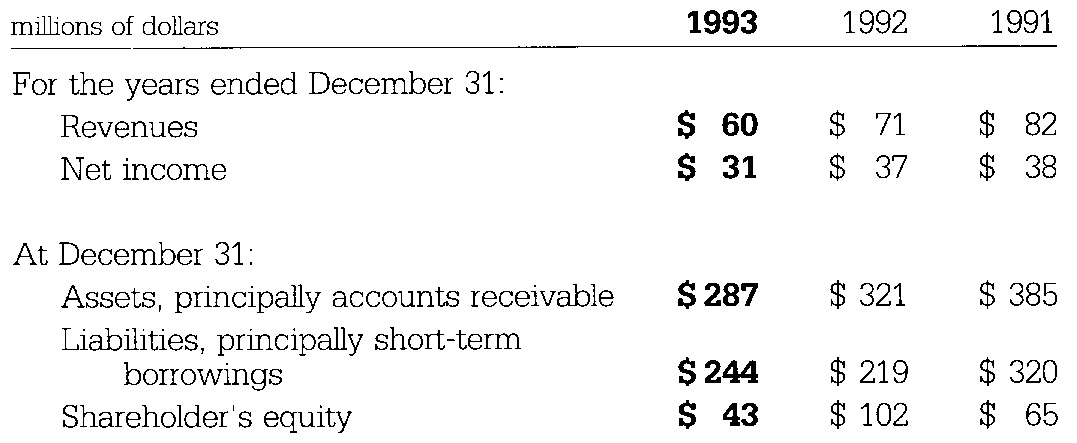 millions of dollars 1993 1992 1991
For the years ended December 31:
Revenues $ 60 $ 71 $ 82
Net income $ 31 $ 37 $ 38
At December 31:
Assets, principally accounts receivable $ 287 $ 321 $ 385
Liabilities, principally short-term
borrowings $ 244 $ 219 $ 320
Shareholder's equity $ 43 $ 102 $ 65